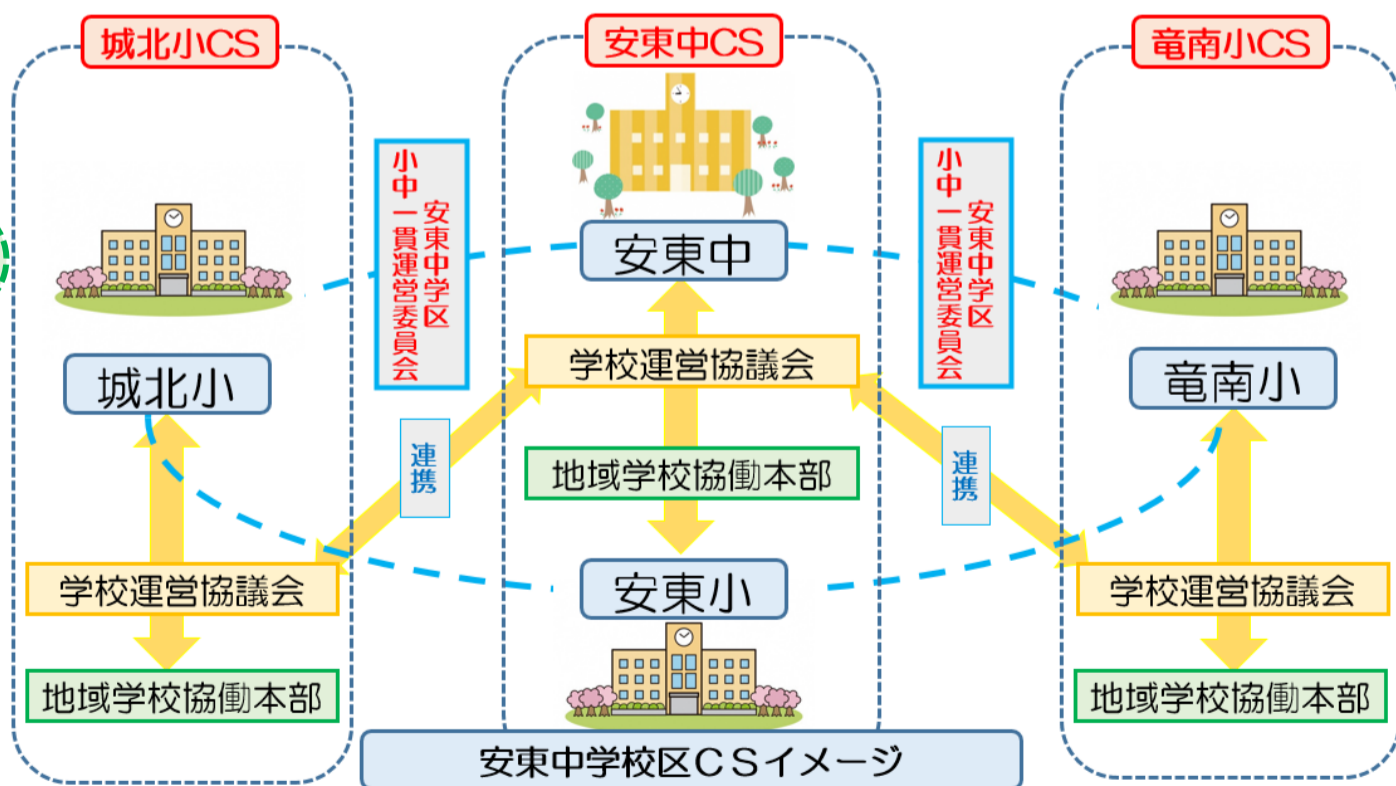 城北小CS
安東中CS
竜南小CS
安東中学区
小中一貫運営委員会
安東中学区
小中一貫運営委員会
安東中
学校運営協議会
城北小
竜南小
連携
連携
地域学校協働本部
安東小
学校運営協議会
学校運営協議会
地域学校協働本部
地域学校協働本部
安東中学校区CSイメージ